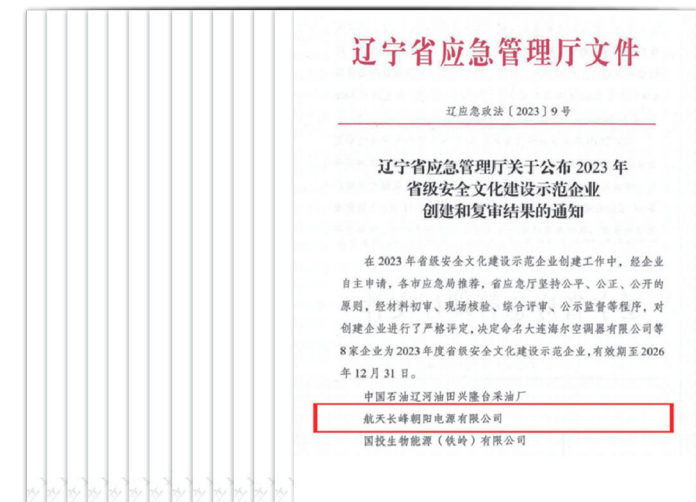 辽宁省应急管理厅文件
辽应急政法〔2023〕9号
辽宁省应急管理厅关于公布2023年
省级安全文化建设示范企业
创建和复审结果的通知
在2023年省级安全文化建设示范企业创建工作中，经企业
自主申请，各市应急局推荐，省应急厅坚持公平、公正、公开的
原则，经材料初审、现场核验、综合评审、公示监督等程序，对
创建企业进行了严格评定，决定命名大连海尔空调器有限公司等
8家企业为2023年度省级安全文化建设示范企业，有效期至2026
年12月31日。
中国石油辽河油田兴隆台采油厂
航天长峰朝阳电源有限公司
国投生物能源（铁岭）有限公司